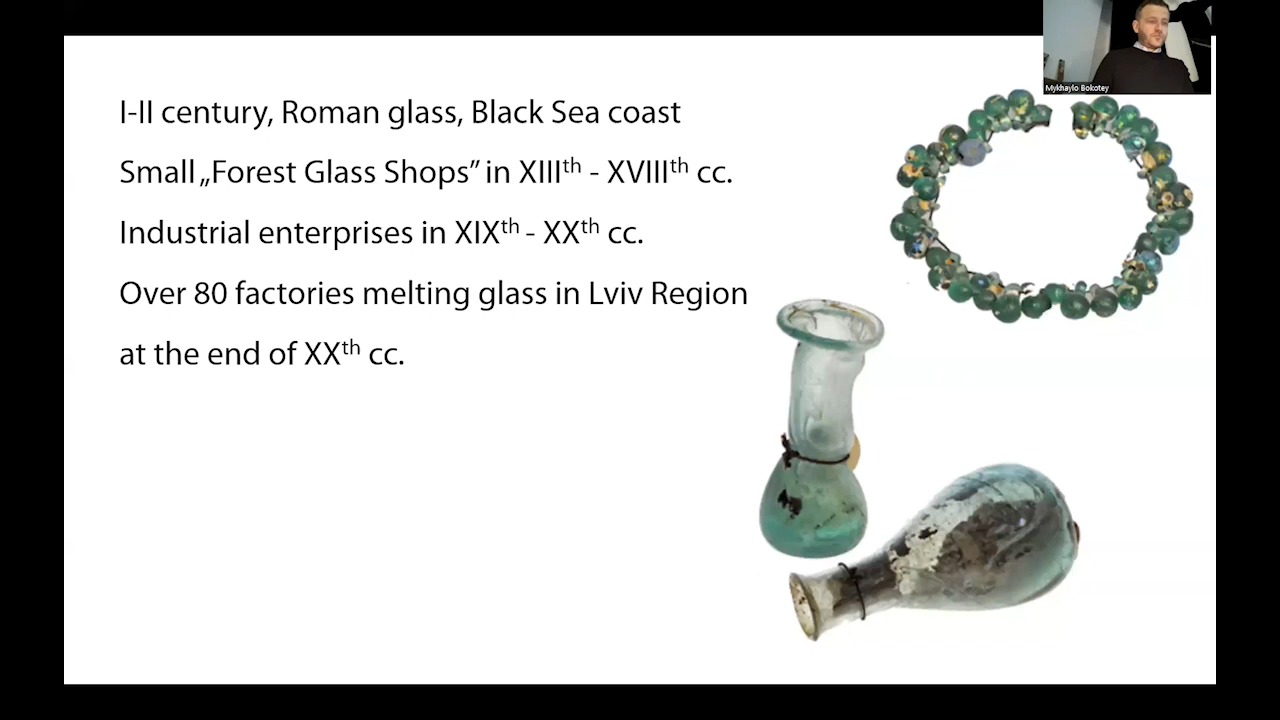 I-II century, Roman glass, Black Sea coast
Small „Forest Glass Shops” in XIIIth - XVIIIth cc.
Industrial enterprises in XIXth - XXth cc.
Over 80 factories melting glass in Lviv Region
at the end of XXth cc.
Mykhaylo Bokotey